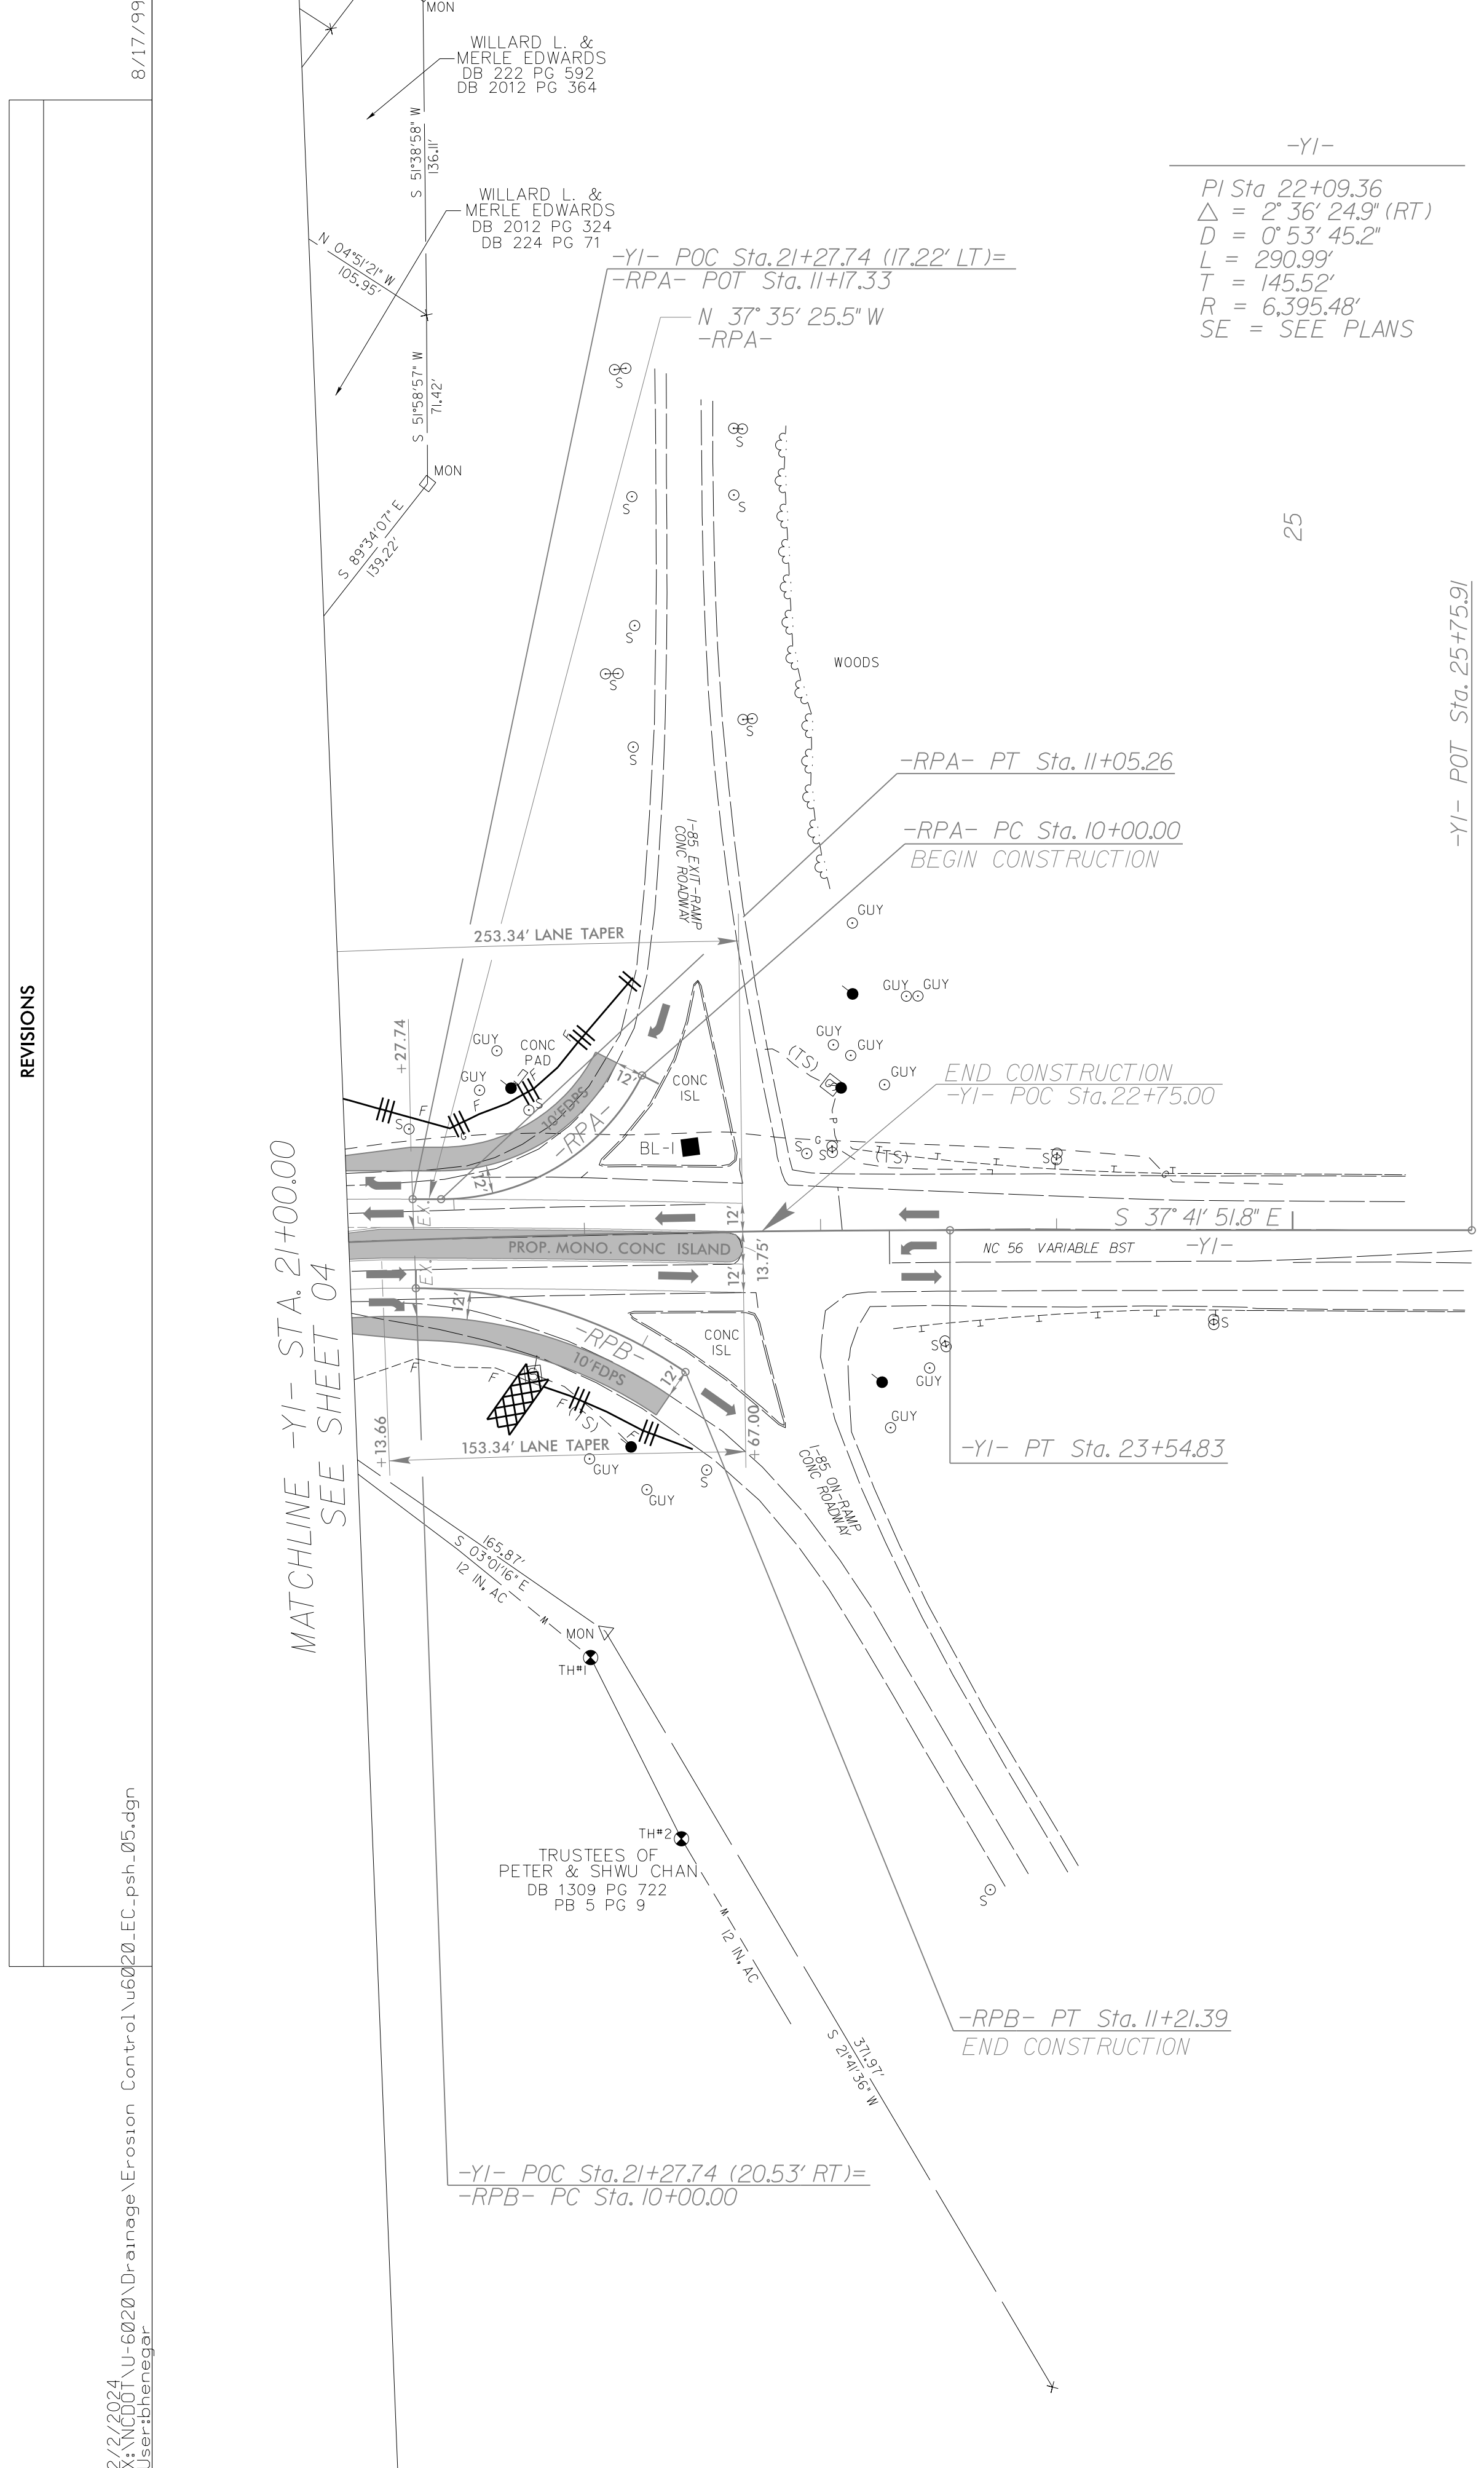 8/17/99
REVISIONS
2/2/2024
X:\NCDOT\U-6020\Drainage\Erosion Control\u6020_EC_psh_05.dgn
User:bhenegar
MON
WILLARD L. &
MERLE EDWARDS
DB 222 PG 592
DB 2012 PG 364
S 51°38'58" W
136.11'
WILLARD L. &
MERLE EDWARDS
DB 2012 PG 324
DB 224 PG 71
N 04°51'21" W
105.95'
S 51°58'57" W
71.42'
MON
S 89°34'07" E
139.22'
-Y1-
PI Sta 22+09.36
△ = 2° 36' 24.9" (RT)
D = 0° 53' 45.2"
L = 290.99'
T = 145.52'
R = 6,395.48'
SE = SEE PLANS
-Y1- POC Sta. 21+27.74 (17.22' LT)=
-RPA- POT Sta. 11+17.33
N 37° 35' 25.5" W
-RPA-
S
S
S
S
25
-Y1- POT Sta. 25+75.91
S
S
S
S
WOODS
-RPA- PT Sta. 11+05.26
-RPA- PC Sta. 10+00.00
BEGIN CONSTRUCTION
I-85 EXIT-RAMP
CONC ROADWAY
GUY
253.34' LANE TAPER
GUY
GUY
+27.74
GUY
CONC
PAD
GUY
F
F
S
S
10' FDPS
12'
-RPA-
CONC
ISL
BL-1
GUY
GUY
GUY
(TS)
S
P
G
S
S
(TS)
S
END CONSTRUCTION
-Y1- POC Sta. 22+75.00
12'
EX.
12'
S 37° 41' 51.8" E
PROP. MONO. CONC ISLAND
NC 56 VARIABLE BST
-Y1-
13.75'
12'
EX.
12'
MATCHLINE -Y1- STA. 21+00.00
SEE SHEET 04
-RPB-
10' FDPS
12'
CONC
ISL
S
S
GUY
GUY
F
F
F
(TS)
F
+13.66
153.34' LANE TAPER
+67.00
GUY
GUY
S
-Y1- PT Sta. 23+54.83
I-85 ON-RAMP
CONC ROADWAY
165.87'
S 03°01'16" E
12 IN. AC
W
MON
TH#1
TH#2
TRUSTEES OF
PETER & SHWU CHAN
DB 1309 PG 722
PB 5 PG 9
W
12 IN. AC
S
371.97'
S 21°41'36" W
-RPB- PT Sta. 11+21.39
END CONSTRUCTION
-Y1- POC Sta. 21+27.74 (20.53' RT)=
-RPB- PC Sta. 10+00.00